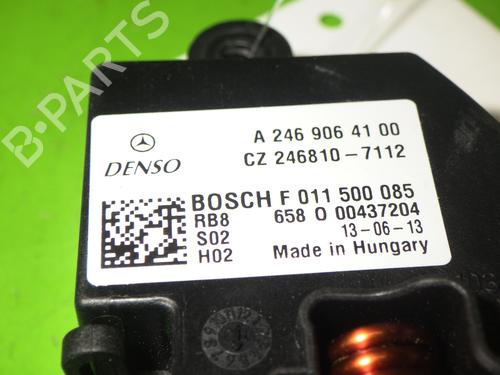 A 246 906 41 00
DENSO
CZ 246810-7112
BOSCH F 011 500 085
RB8
658 O 00437204
S02
13-06-13
H02
Made in Hungary
B-PARTS